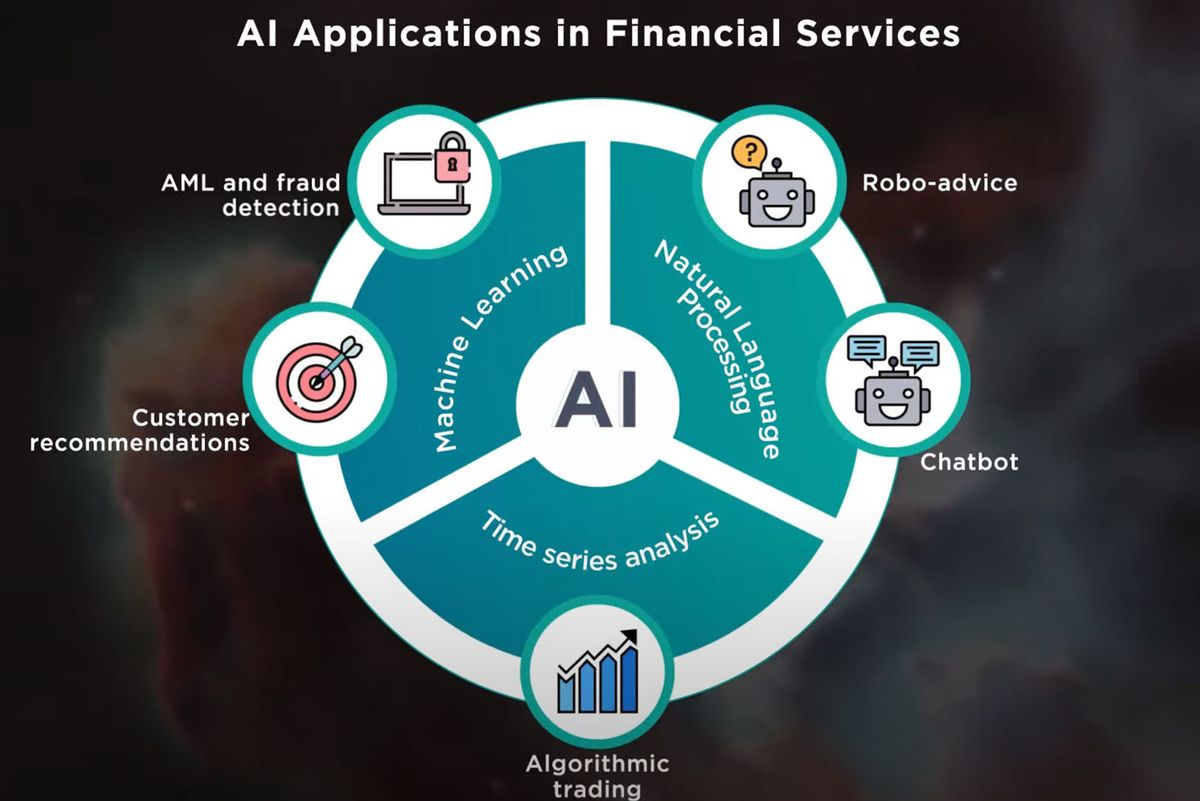 AI Applications in Financial Services
AML and fraud
detection
?
Robo-advice
Machine Learning
Natural Language
Processing
AI
Customer
recommendations
Chatbot
Time series analysis
Algorithmic
trading